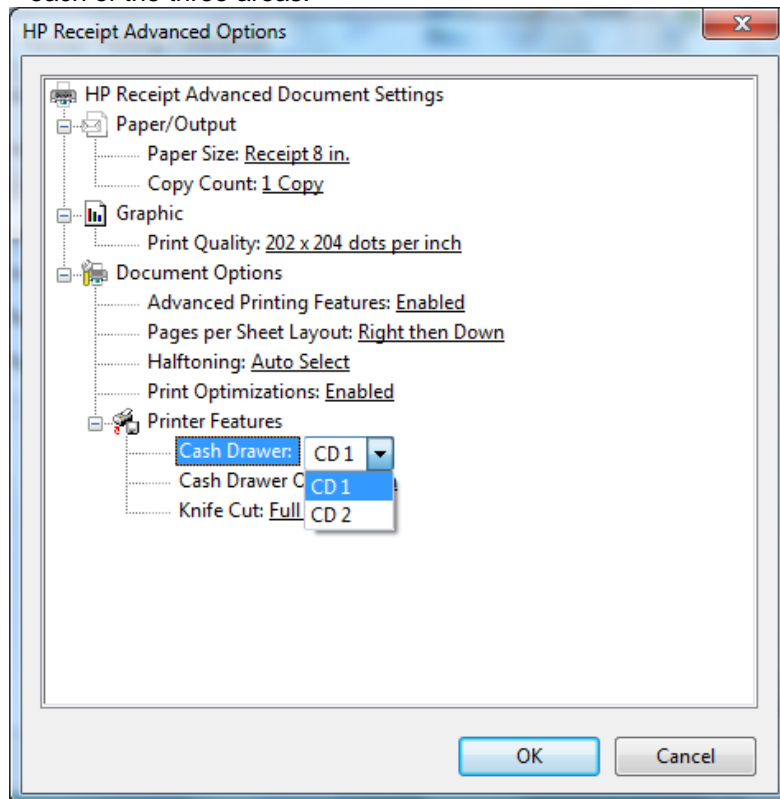 HP Receipt Advanced Options
HP Receipt Advanced Document Settings
Paper/Output
Paper Size: Receipt 8 in.
Copy Count: 1 Copy
Graphic
Print Quality: 202 x 204 dots per inch
Document Options
Advanced Printing Features: Enabled
Pages per Sheet Layout: Right then Down
Halftoning: Auto Select
Print Optimizations: Enabled
Printer Features
Cash Drawer: CD 1
Cash Drawer
CD 1
Knife Cut: Full
CD 2
OK Cancel